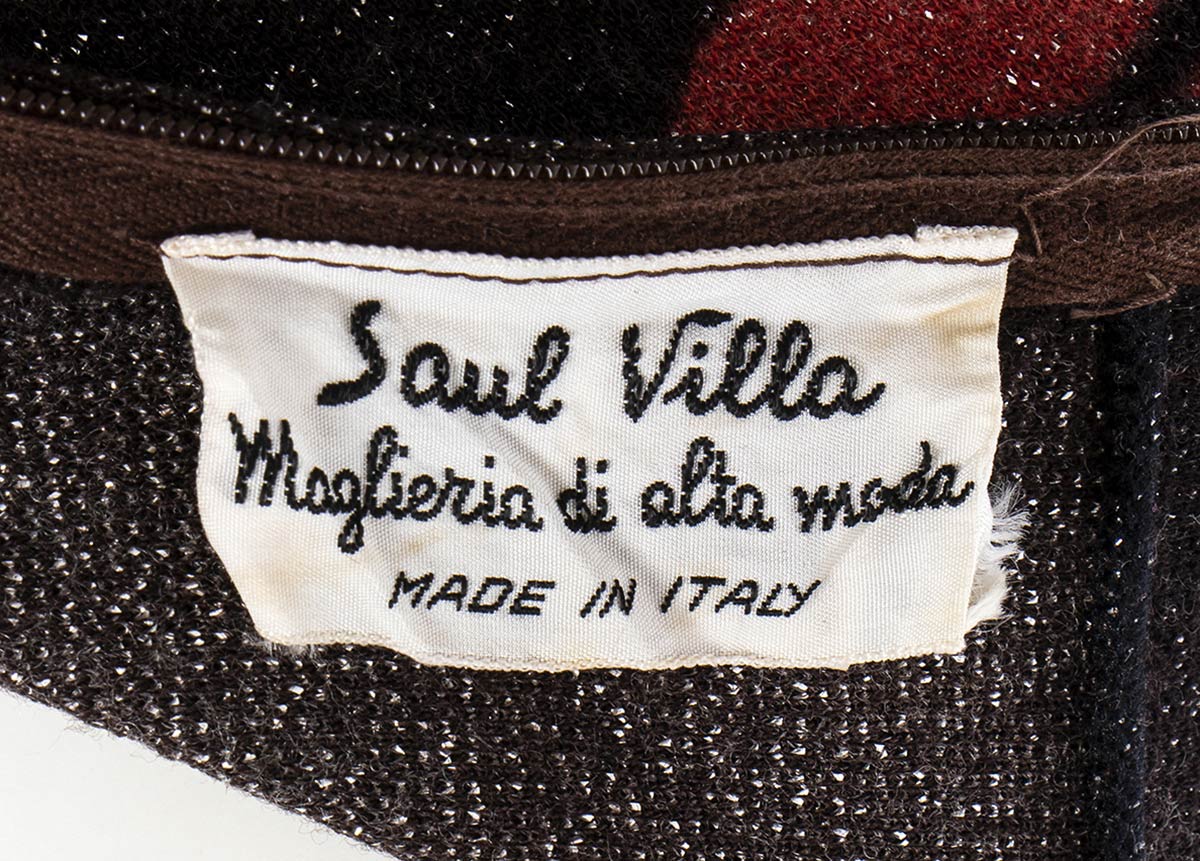 Saul Villa
Maglieria di alta moda
MADE IN ITALY